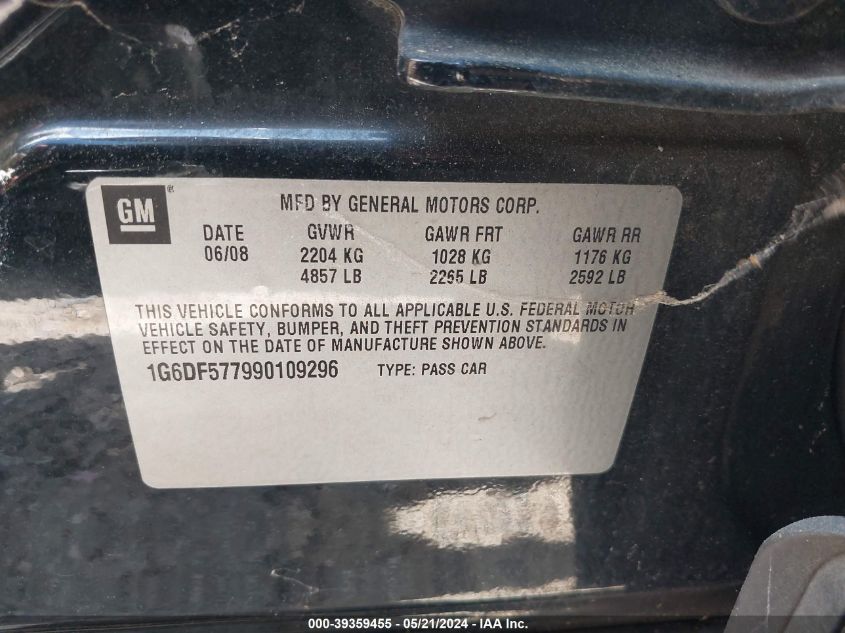 GM ®
MFD BY GENERAL MOTORS CORP.
DATE GVWR GAWR FRT GAWR RR
06/08 2204 KG 1028 KG 1176 KG
4857 LB 2265 LB 2592 LB
THIS VEHICLE CONFORMS TO ALL APPLICABLE U.S. FEDERAL MOTOR
VEHICLE SAFETY, BUMPER, AND THEFT PREVENTION STANDARDS IN
EFFECT ON THE DATE OF MANUFACTURE SHOWN ABOVE.
1G6DF577990109296 TYPE: PASS CAR
000-39359455 - 05/21/2024 - IAA Inc.